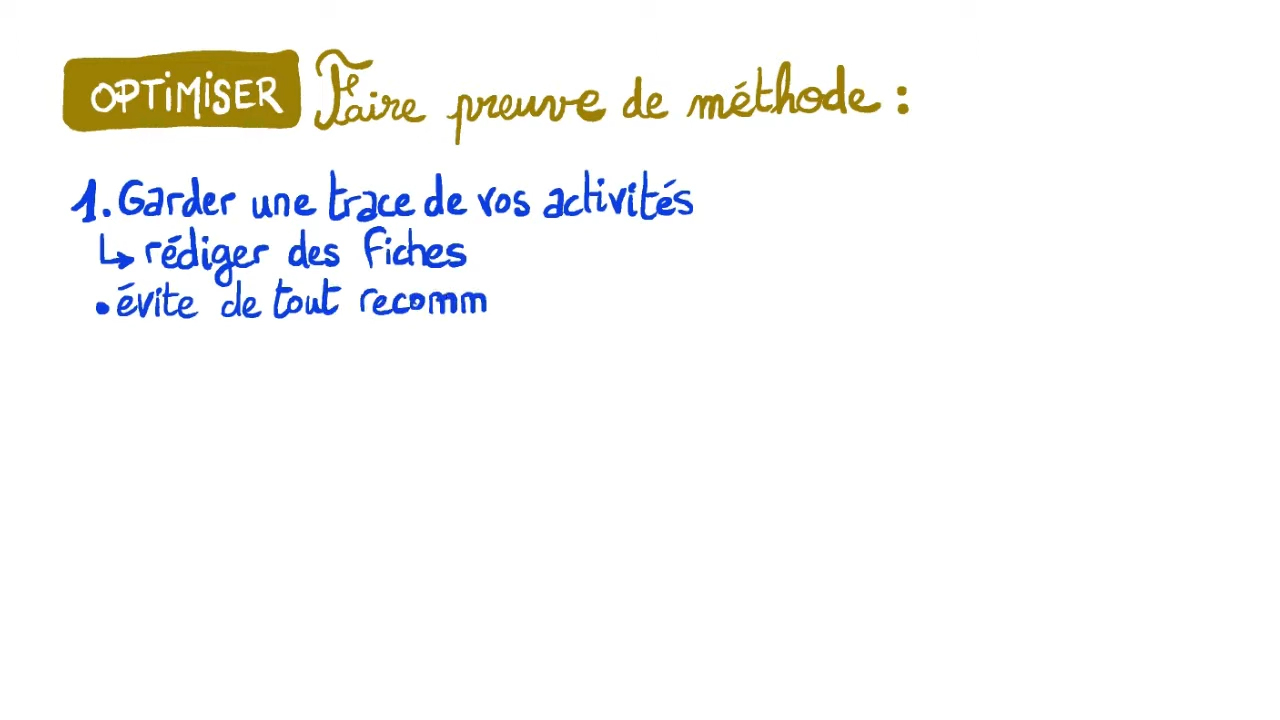 OPTIMISER Faire preuve de méthode :
1. Garder une trace de vos activités
↳ rédiger des fiches
• évite de tout recomm